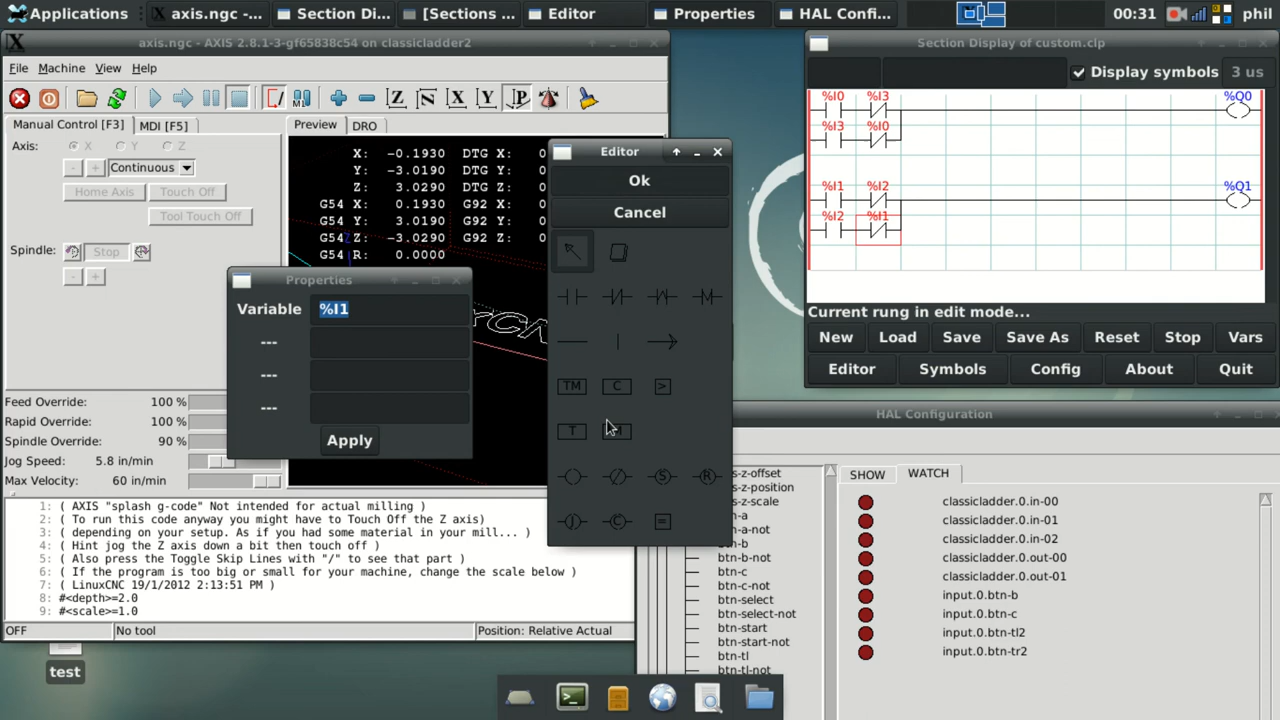 Applications
axis.ngc -...
Section Di...
[Sections ...
Editor
Properties
HAL Confi...
00:31
phil
axis.ngc - AXIS 2.8.1-3-gf65838c54 on classicladder2
File Machine View Help
Manual Control [F3]
MDI [F5]
Axis:
X
Y
Z
-
+
Continuous
Home Axis
Touch Off
Tool Touch Off
Spindle:
Stop
-
+
Preview
DRO
X: -0.1930 DTG X: 0
Y: -3.0190 DTG Y: 0
Z: 3.0290 DTG Z: 0
G54 X: 0.1930 G92 X: 0
G54 Y: 3.0190 G92 Y: 0
G54 Z: -3.0290 G92 Z: 0
G54 R: 0.0000
Feed Override: 100 %
Rapid Override: 100 %
Spindle Override: 90 %
Jog Speed: 5.8 in/min
Max Velocity: 60 in/min
1: ( AXIS "splash g-code" Not intended for actual milling )
2: ( To run this code anyway you might have to Touch Off the Z axis)
3: ( depending on your setup. As if you had some material in your mill... )
4: ( Hint jog the Z axis down a bit then touch off )
5: ( Also press the Toggle Skip Lines with "/" to see that part )
6: ( If the program is too big or small for your machine, change the scale below )
7: ( LinuxCNC 19/1/2012 2:13:51 PM )
8: #<depth>=2.0
9: #<scale>=1.0
OFF
No tool
Position: Relative Actual
test
Properties
Variable %I1
---
---
---
Apply
Editor
Ok
Cancel
M
TM C >
T
S R
J C =
Section Display of custom.clp
Display symbols
3 us
%I0 %I3 %Q0
%I3 %I0
%I1 %I2 %Q1
%I2 %I1
Current rung in edit mode...
New Load Save Save As Reset Stop Vars
Editor Symbols Config About Quit
HAL Configuration
s-z-offset
s-z-position
s-z-scale
n-a
n-a-not
n-b
btn-b-not
btn-c
btn-c-not
btn-select
btn-select-not
btn-start
btn-start-not
btn-tl
btn-tl-not
SHOW
WATCH
classicladder.0.in-00
classicladder.0.in-01
classicladder.0.in-02
classicladder.0.out-00
classicladder.0.out-01
input.0.btn-b
input.0.btn-c
input.0.btn-tl2
input.0.btn-tr2